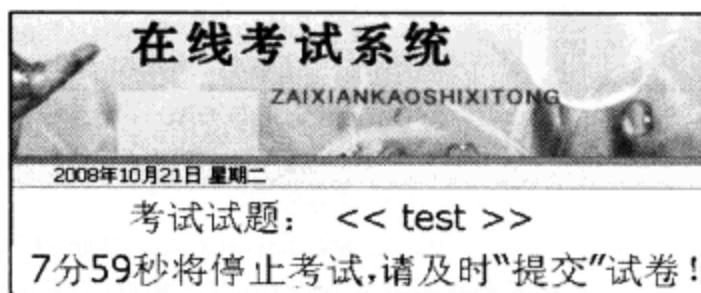 在线考试系统
ZAIXIANKAOSHIXITONG
2008年10月21日 星期二
考试试题： << test >>
7分59秒将停止考试,请及时“提交”试卷！